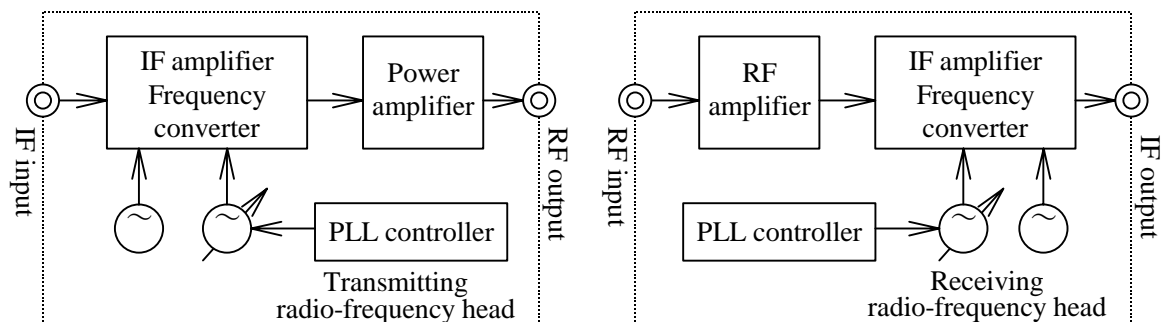 IF amplifier
Frequency
converter
Power
amplifier
IF input
RF output
~
~
PLL controller
Transmitting
radio-frequency head
RF
amplifier
IF amplifier
Frequency
converter
RF input
IF output
PLL controller
~
~
Receiving
radio-frequency head